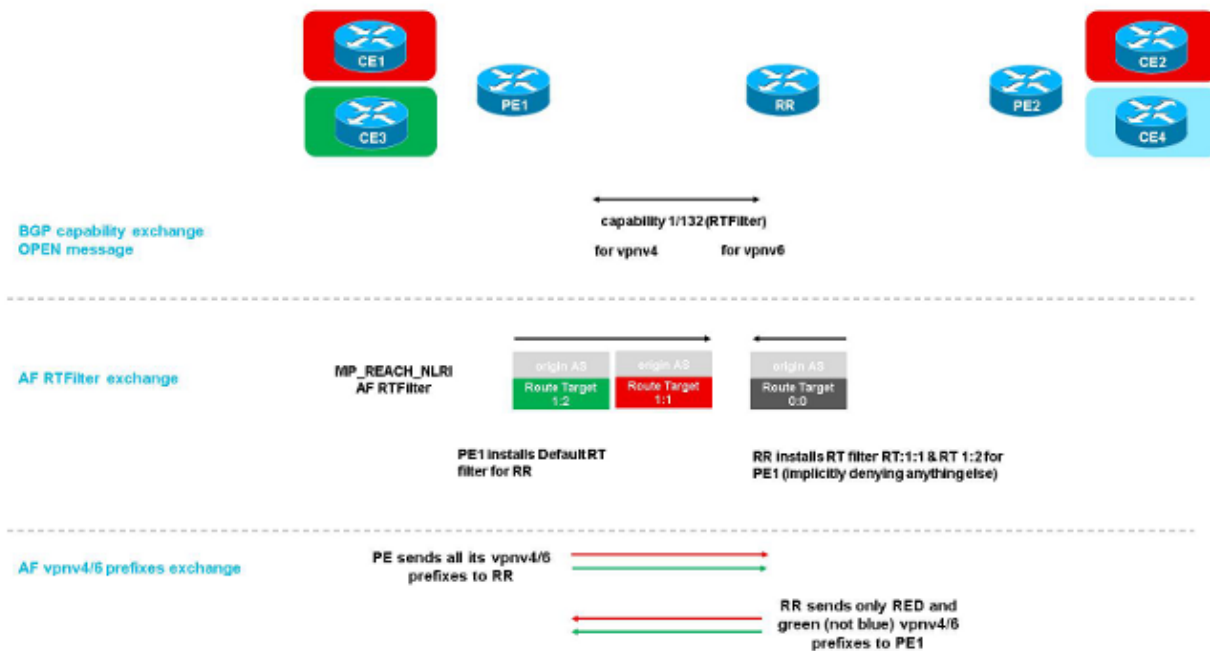 CE1
CE3
PE1
RR
PE2
CE2
CE4
BGP capability exchange
OPEN message
capability 1/132(RTFilter)
for vpnv4
for vpnv6
AF RTFilter exchange
MP_REACH_NLRI
AF RTFilter
origin AS
Route Target
1:2
origin AS
Route Target
1:1
origin AS
Route Target
0:0
PE1 installs Default RT
filter for RR
RR installs RT filter RT:1:1 & RT 1:2 for
PE1 (implicitly denying anything else)
AF vpnv4/6 prefixes exchange
PE sends all its vpnv4/6
prefixes to RR
RR sends only RED and
green (not blue) vpnv4/6
prefixes to PE1